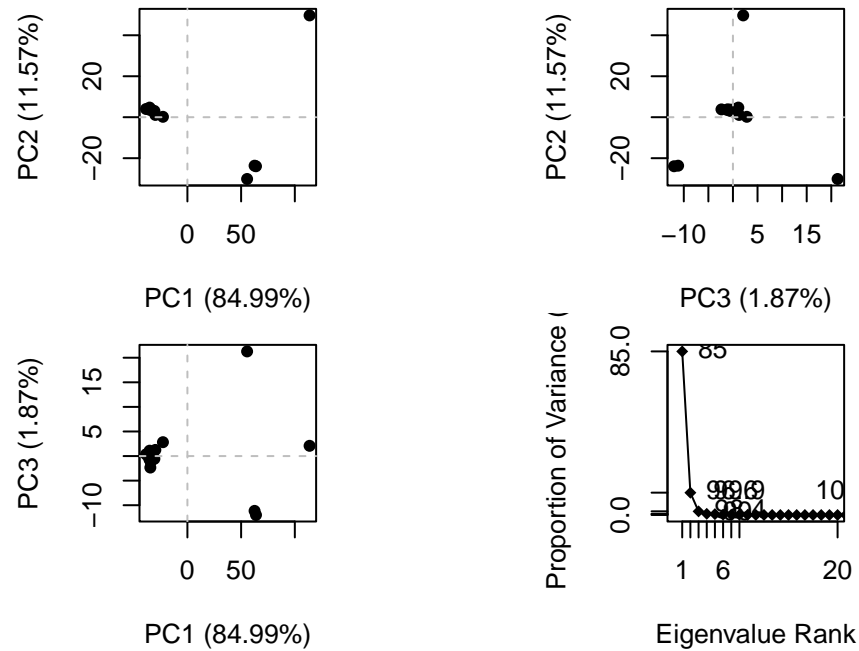 PC2 (11.57%)
20
−20
0 50
PC1 (84.99%)
PC2 (11.57%)
20
−20
−10 5 15
PC3 (1.87%)
PC3 (1.87%)
15
5
−10
0 50
PC1 (84.99%)
Proportion of Variance (
85.0
0.0
85
10
1 6 20
Eigenvalue Rank